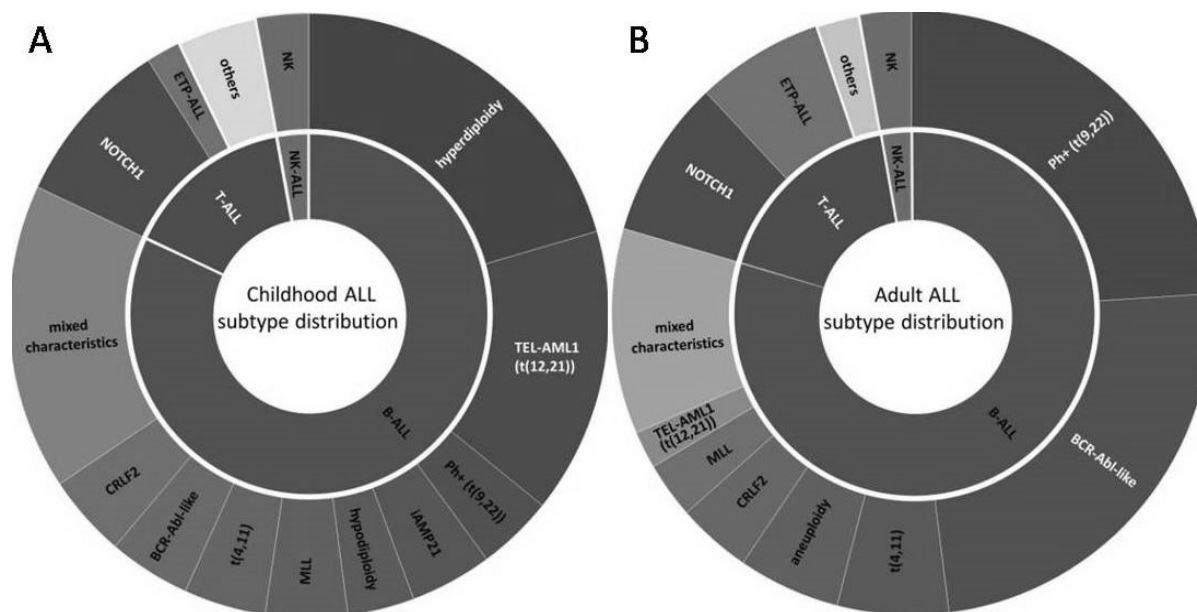 A
NK
hyperdiploidy
TEL-AML1
(t(12,21))
Ph+ (t(9,22))
iAMP21
hypodiploidy
MLL
t(4,11)
BCR-Abl-like
CRLF2
mixed
characteristics
NOTCH1
ETP-ALL
others
T-ALL
NK-ALL
B-ALL
Childhood ALL
subtype distribution
B
NK
Ph+ (t(9,22))
BCR-Abl-like
t(4,11)
aneuploidy
CRLF2
MLL
TEL-AML1
(t(12,21))
mixed
characteristics
NOTCH1
ETP-ALL
others
T-ALL
NK-ALL
B-ALL
Adult ALL
subtype distribution